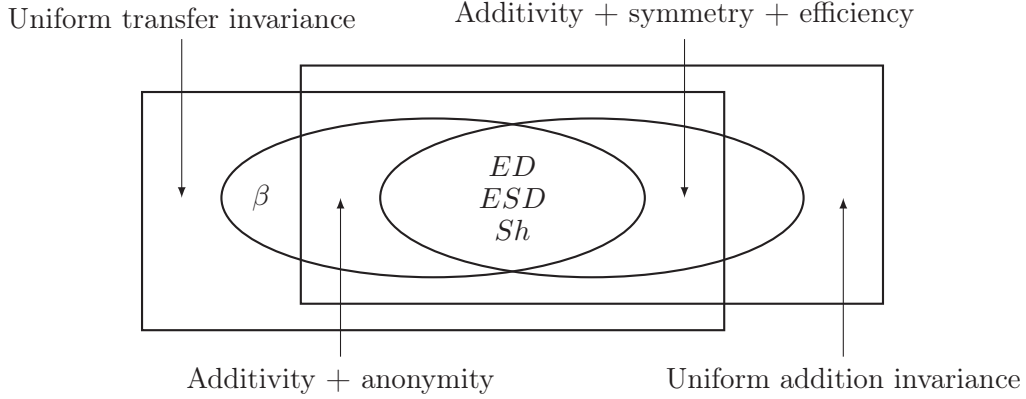 Uniform transfer invariance
Additivity + symmetry + efficiency
β
ED
ESD
Sh
Additivity + anonymity
Uniform addition invariance